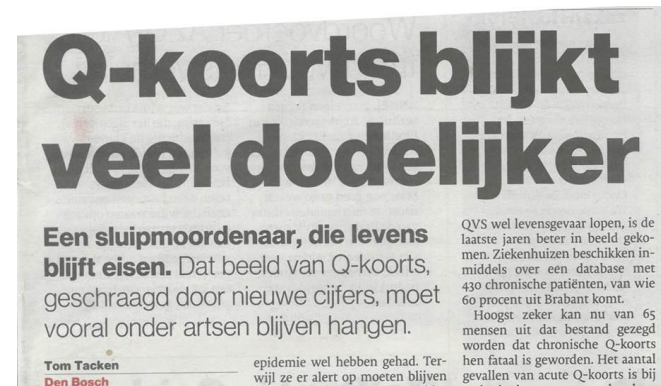 Q-koorts blijkt
veel dodelijker
Een sluipmoordenaar, die levens
blijft eisen. Dat beeld van Q-koorts,
geschraagd door nieuwe cijfers, moet
vooral onder artsen blijven hangen.
Tom Tacken
Den Bosch
epidemie wel hebben gehad. Ter-
wijl ze er alert op moeten blijven
QVS wel levensgevaar lopen, is de
laatste jaren beter in beeld geko-
men. Ziekenhuizen beschikken in-
middels over een database met
430 chronische patiënten, van wie
60 procent uit Brabant komt.
Hoogst zeker kan nu van 65
mensen uit dat bestand gezegd
worden dat chronische Q-koorts
hen fataal is geworden. Het aantal
gevallen van acute Q-koorts is bij